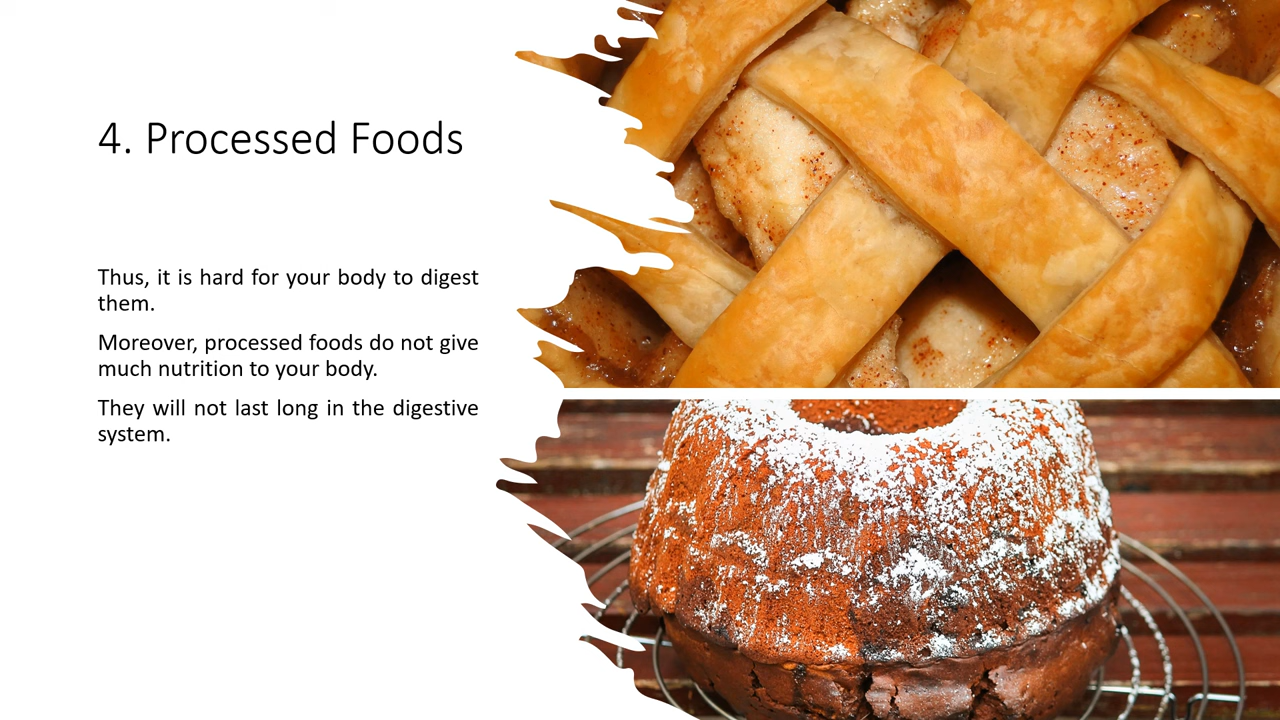 4. Processed Foods
Thus, it is hard for your body to digest
them.
Moreover, processed foods do not give
much nutrition to your body.
They will not last long in the digestive
system.